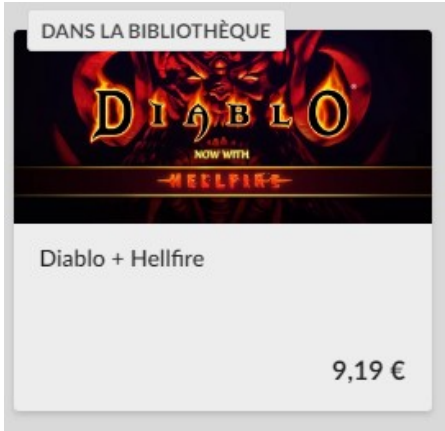 DANS LA BIBLIOTHÈQUE
DIABLO
NOW WITH
HELLFIRE
Diablo + Hellfire
9,19 €